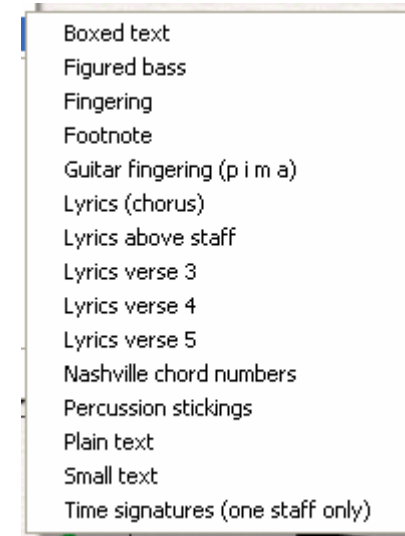 Boxed text
Figured bass
Fingering
Footnote
Guitar fingering (p i m a)
Lyrics (chorus)
Lyrics above staff
Lyrics verse 3
Lyrics verse 4
Lyrics verse 5
Nashville chord numbers
Percussion stickings
Plain text
Small text
Time signatures (one staff only)